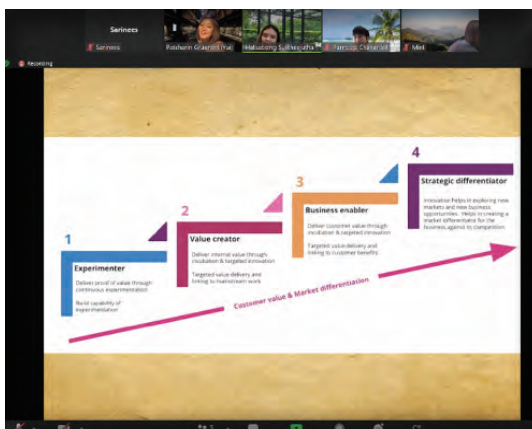 Sarinees
Sarinees
Miel
Recording
1
Experimenter
Deliver proof of value through
continuous experimentation
Build capability of
experimentation
2
Value creator
Deliver internal value through
incubation & targeted innovation
Targeted value delivery and
linking to mainstream work
3
Business enabler
Deliver customer value through
incubation & targeted innovation
Targeted value delivery and
linking to customer benefits
4
Strategic differentiator
Innovation helps in exploring new
markets and new business
opportunities. Helps in creating a
market differentiator for the
business against to competition
Customer value & Market differentiation